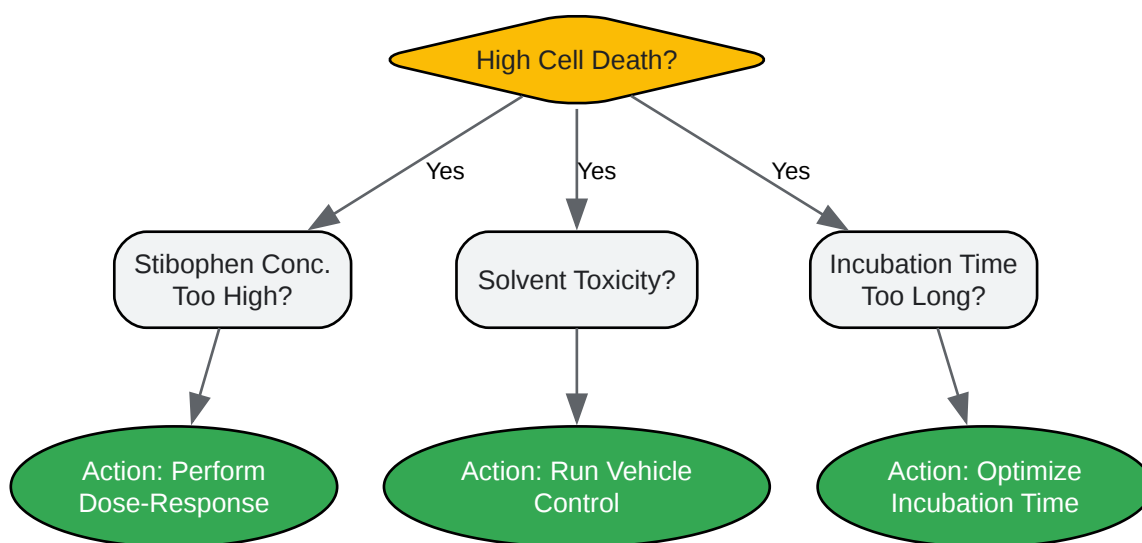 High Cell Death?
Yes
Yes
Yes
Stibophen Conc.
Too High?
Solvent Toxicity?
Incubation Time
Too Long?
Action: Perform
Dose-Response
Action: Run Vehicle
Control
Action: Optimize
Incubation Time